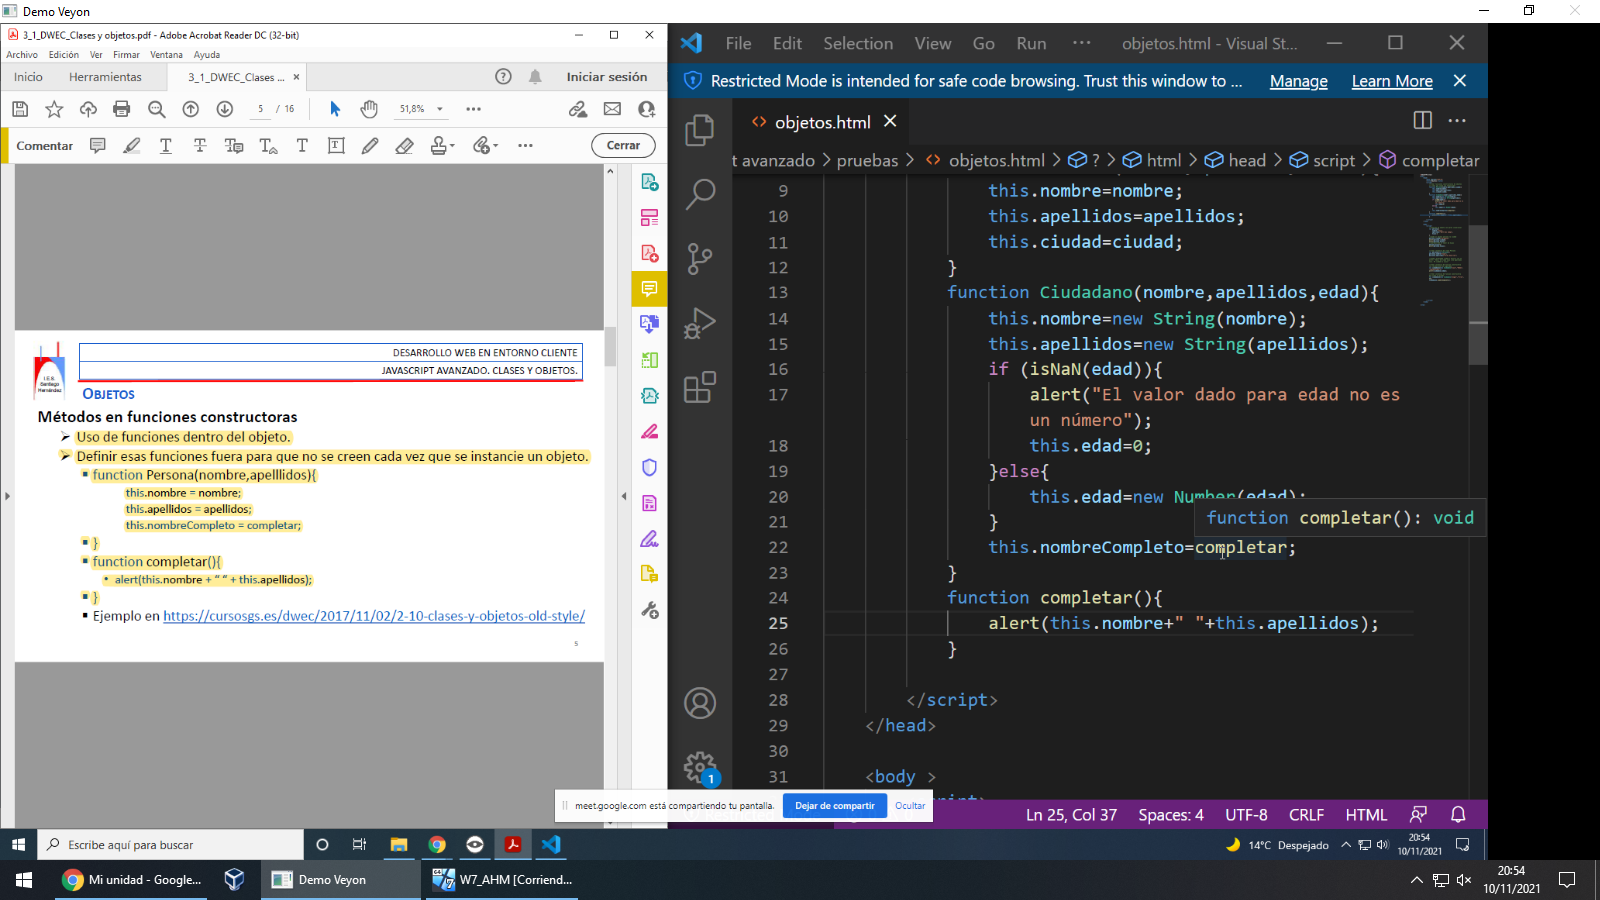 Demo Veyon
3_1_DWEC_Clases y objetos.pdf - Adobe Acrobat Reader DC (32-bit)
Archivo Edición Ver Firmar Ventana Ayuda
Inicio Herramientas 3_1_DWEC_Clases ... × Iniciar sesión
5 / 16 51,8%
Comentar Cerrar
I.E.S. Santiago Hernández
DESARROLLO WEB EN ENTORNO CLIENTE
JAVASCRIPT AVANZADO. CLASES Y OBJETOS.
OBJETOS
Métodos en funciones constructoras
Uso de funciones dentro del objeto.
Definir esas funciones fuera para que no se creen cada vez que se instancie un objeto.
function Persona(nombre,apelllidos){
this.nombre = nombre;
this.apellidos = apellidos;
this.nombreCompleto = completar;
}
function completar(){
alert(this.nombre + “ “ + this.apellidos);
}
Ejemplo en https://cursosgs.es/dwec/2017/11/02/2-10-clases-y-objetos-old-style/
5
File Edit Selection View Go Run ··· objetos.html - Visual St...
Restricted Mode is intended for safe code browsing. Trust this window to ... Manage Learn More
objetos.html
t avanzado > pruebas > objetos.html > ? > html > head > script > completar
9 this.nombre=nombre;
10 this.apellidos=apellidos;
11 this.ciudad=ciudad;
12 }
13 function Ciudadano(nombre,apellidos,edad){
14 this.nombre=new String(nombre);
15 this.apellidos=new String(apellidos);
16 if (isNaN(edad)){
17 alert("El valor dado para edad no es
un número");
18 this.edad=0;
19 }else{
20 this.edad=new Number(edad);
function completar(): void
21 }
22 this.nombreCompleto=completar;
23 }
24 function completar(){
25 alert(this.nombre+" "+this.apellidos);
26 }
27
28 </script>
29 </head>
30
31 <body >
1
meet.google.com está compartiendo tu pantalla. Dejar de compartir Ocultar
Ln 25, Col 37 Spaces: 4 UTF-8 CRLF HTML
Escribe aquí para buscar
14°C Despejado
20:54
10/11/2021
Mi unidad - Google... Demo Veyon W7_AHM [Corriend...
20:54
10/11/2021